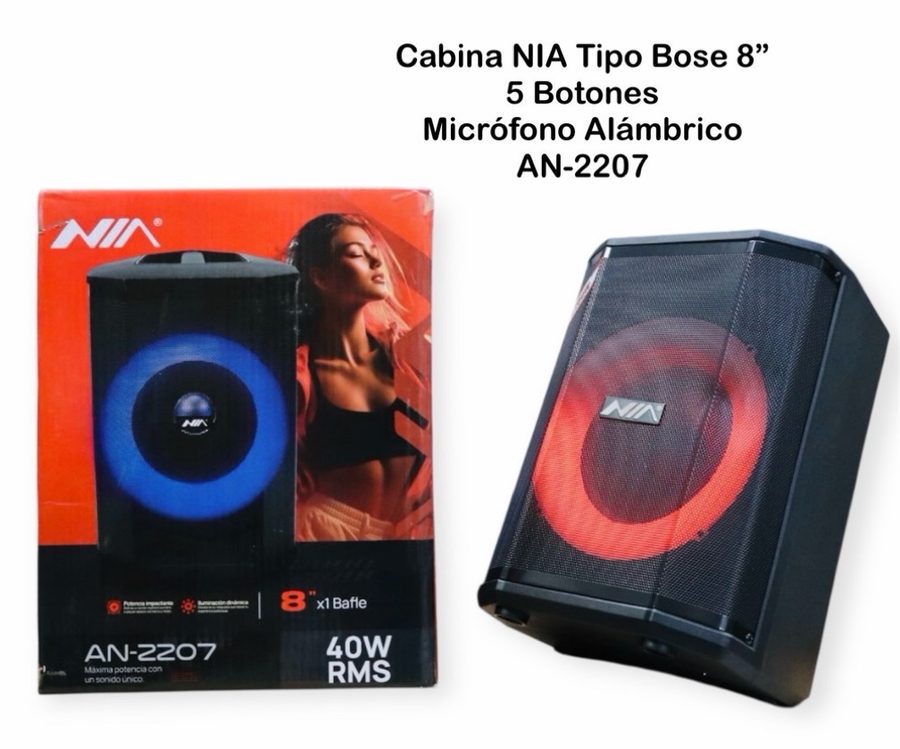 Cabina NIA Tipo Bose 8”
5 Botones
Micrófono Alámbrico
AN-2207
NIA®
NIA
NIA
Potencia impactante
Iluminación dinámica
8" x1 Bafle
AN-2207
Máxima potencia con
un sonido único.
40W
RMS